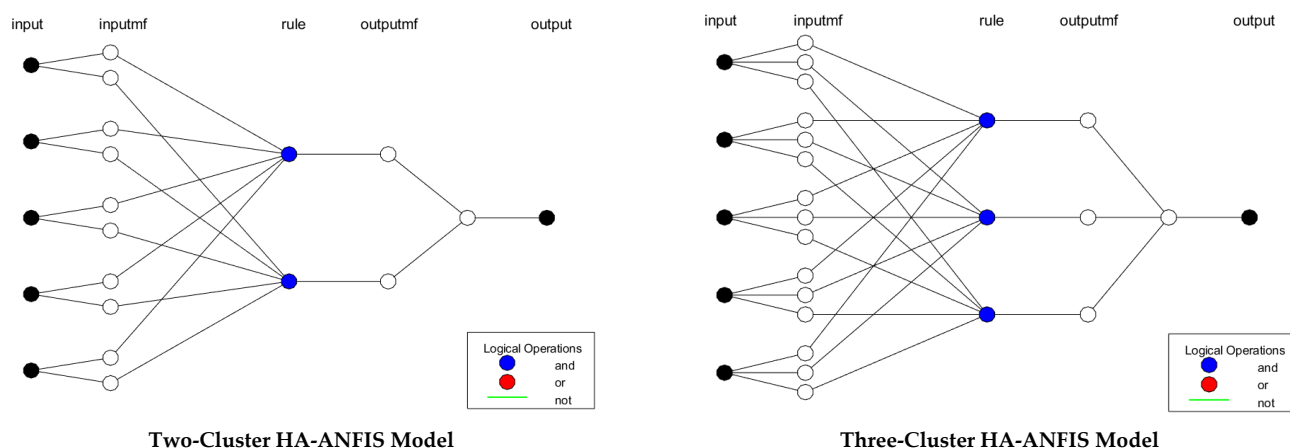 input inputmf rule outputmf output
Logical Operations
and
or
not
Two-Cluster HA-ANFIS Model
input inputmf rule outputmf output
Logical Operations
and
or
not
Three-Cluster HA-ANFIS Model